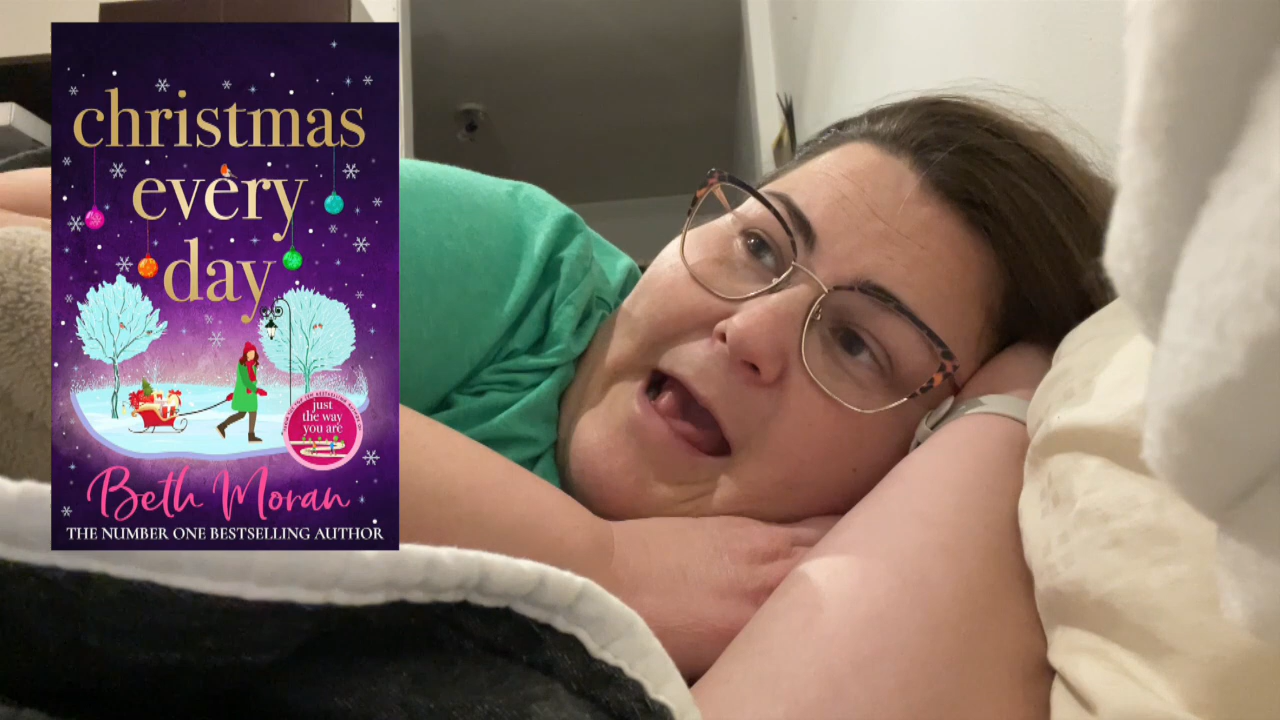 christmas
every
day
just
the way
you are
Beth Moran
THE NUMBER ONE BESTSELLING AUTHOR